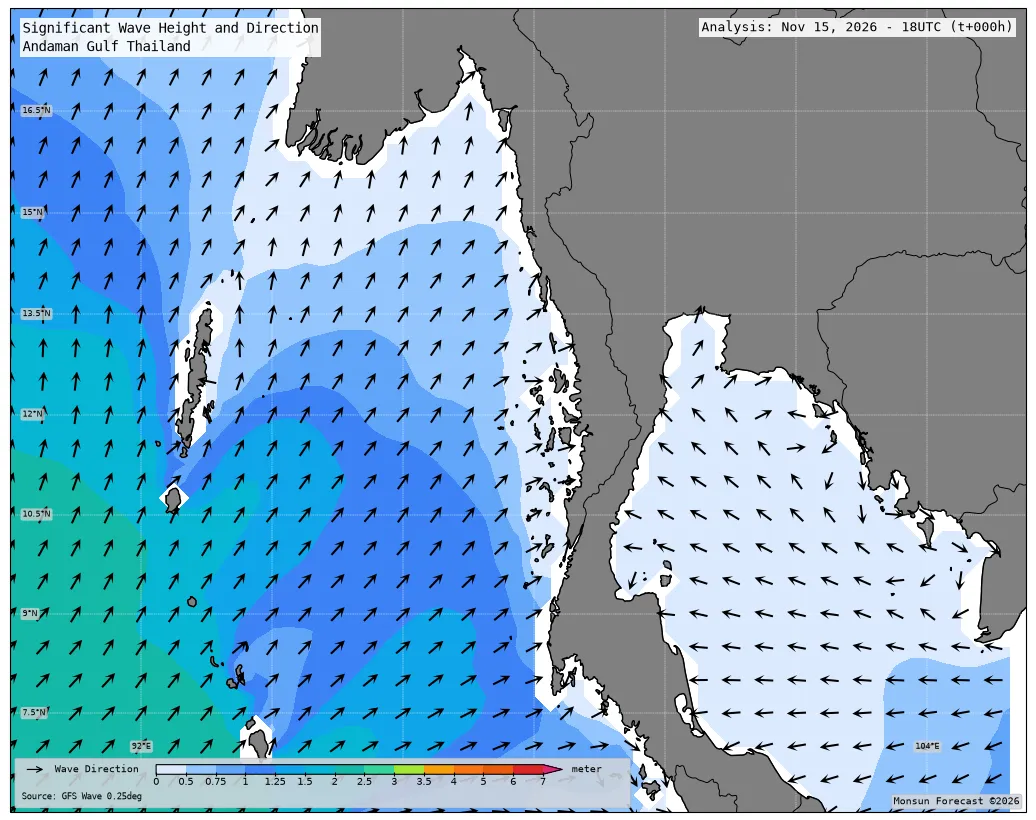 Significant Wave Height and Direction
Andaman Gulf Thailand
Analysis: Nov 15, 2026 - 18UTC (t+000h)
16.5°N
15°N
13.5°N
12°N
10.5°N
9°N
7.5°N
92°E
104°E
Wave Direction
0 0.5 0.75 1 1.25 1.5 2 2.5 3 3.5 4 5 6 7
meter
Source: GFS Wave 0.25deg
Monsun Forecast ©2026